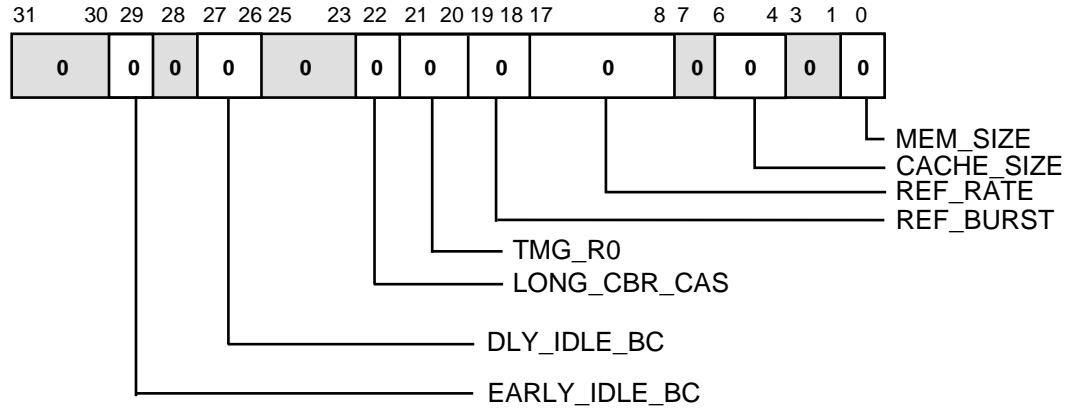 31 30 29 28 27 26 25 23 22 21 20 19 18 17 8 7 6 4 3 1 0
0 0 0 0 0 0 0 0 0 0 0 0 0
MEM_SIZE
CACHE_SIZE
REF_RATE
REF_BURST
TMG_R0
LONG_CBR_CAS
DLY_IDLE_BC
EARLY_IDLE_BC